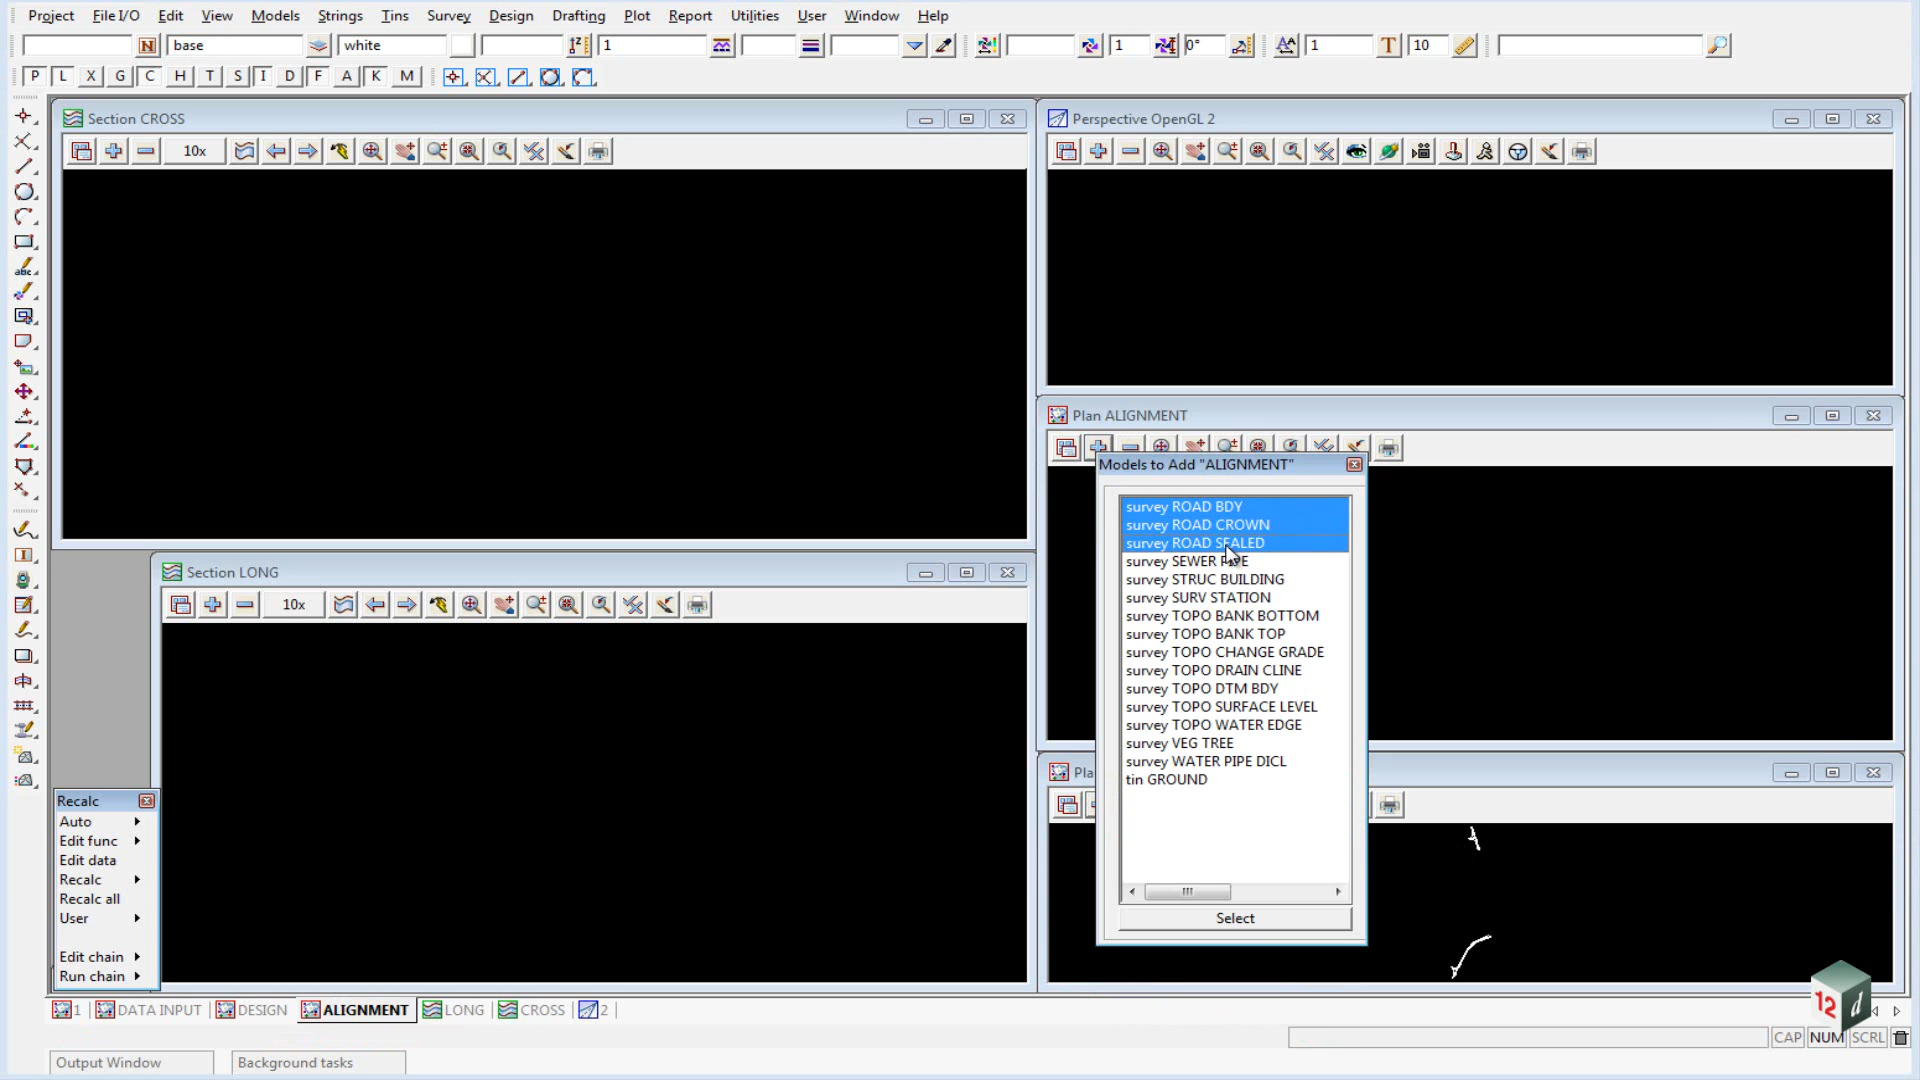 Project File I/O Edit View Models Strings Tins Survey Design Drafting Plot Report Utilities User Window Help
N base white 1 1 0° 1 T 10
P L X G C H T S I D F A K M
Section CROSS
10x
Perspective OpenGL 2
Plan ALIGNMENT
Models to Add "ALIGNMENT"
survey ROAD BDY
survey ROAD CROWN
survey ROAD SEALED
survey SEWER PIPE
survey STRUC BUILDING
survey SURV STATION
survey TOPO BANK BOTTOM
survey TOPO BANK TOP
survey TOPO CHANGE GRADE
survey TOPO DRAIN CLINE
survey TOPO DTM BDY
survey TOPO SURFACE LEVEL
survey TOPO WATER EDGE
survey VEG TREE
survey WATER PIPE DICL
tin GROUND
Select
Section LONG
10x
Pla
abc
Recalc
Auto
Edit func
Edit data
Recalc
Recalc all
User
Edit chain
Run chain
1 DATA INPUT DESIGN ALIGNMENT LONG CROSS 2
12 d
CAP NUM SCRL
Output Window Background tasks